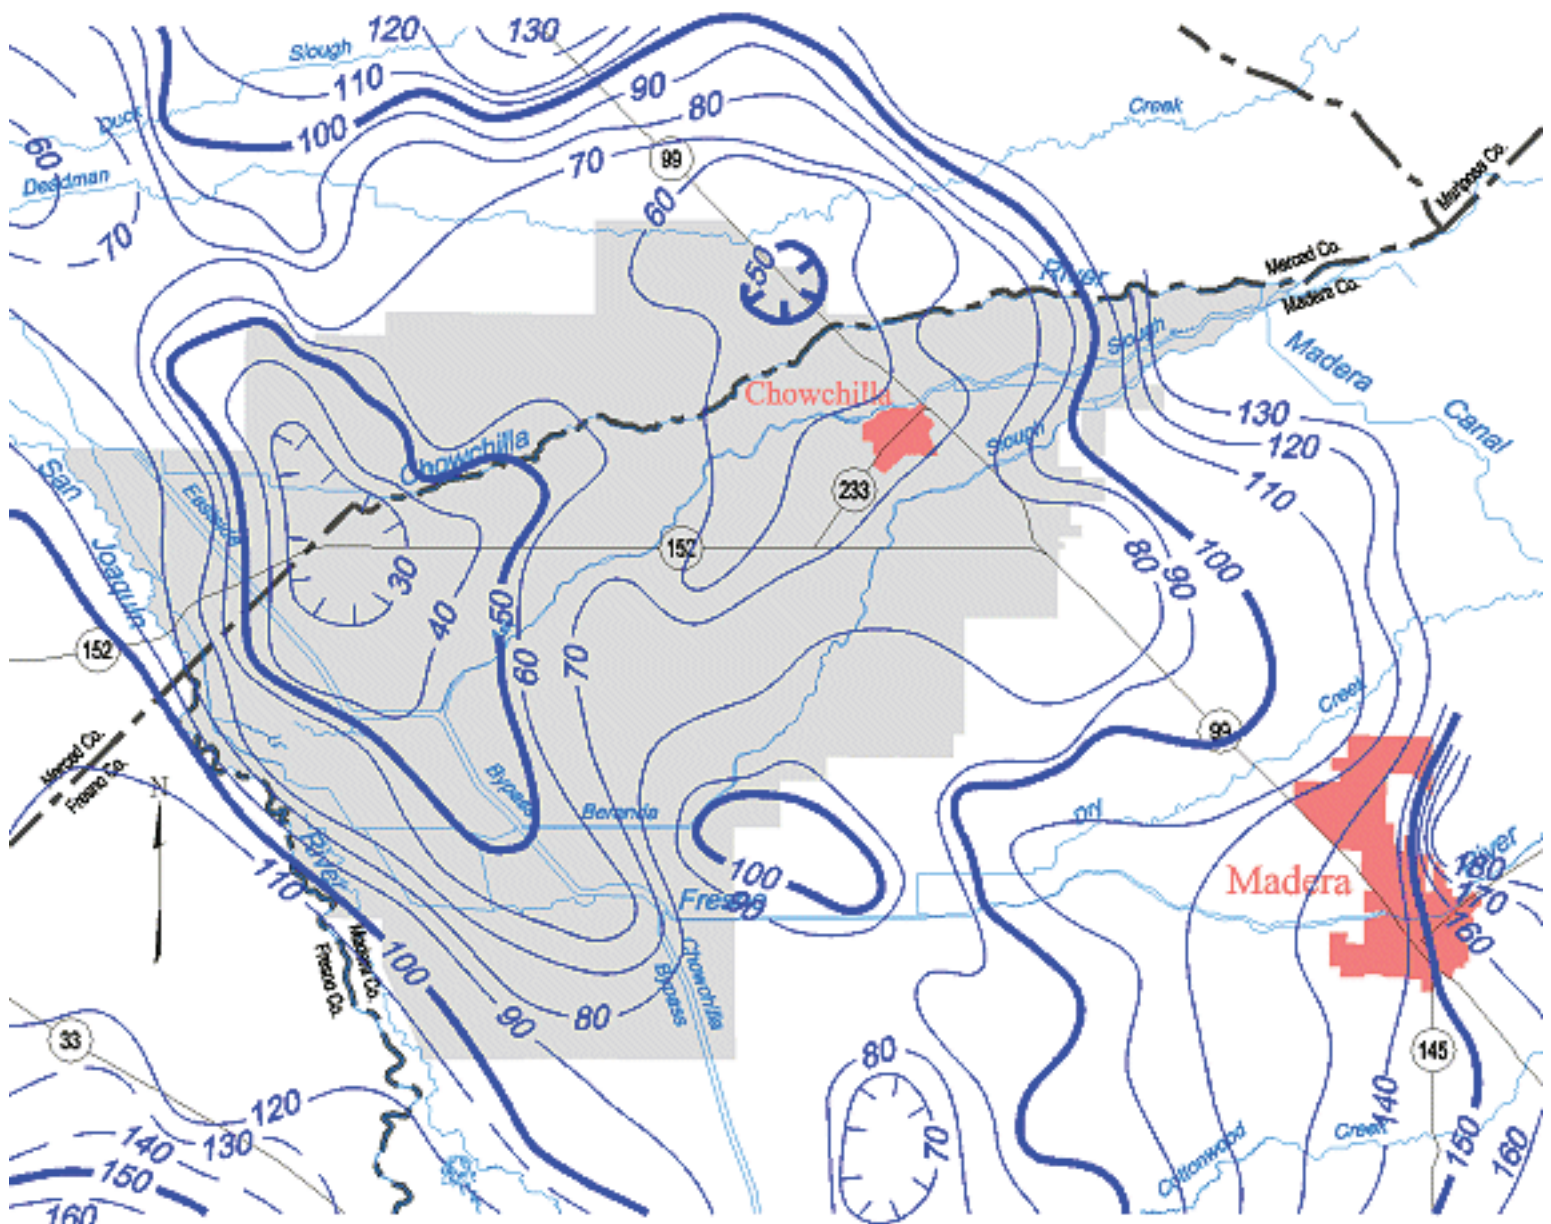 120
130
Slough
110
90
80
Creek
Duck
100
60
70
99
Deadman
Mariposa Co.
70
60
50
Merced Co.
River
Madera Co.
Slough
Madera
Chowchilla
130
Canal
120
Chowchilla
Slough
San
110
233
Eastside
Joaquin
152
80
90
100
30
50
40
152
60
70
Creek
99
Merced Co.
Fresno Co.
N
Bypass
Berenda
Dry
River
River
110
100
180
Madera
Fresno
90
170
160
Madera Co.
Fresno Co.
100
Chowchilla
Bypass
90
80
33
80
145
120
140
70
140
130
Cottonwood
Creek
150
160
150
160